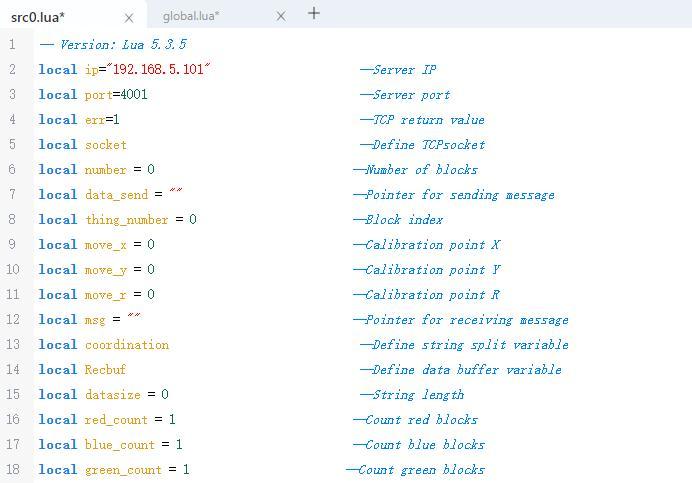 src0.lua* × global.lua* × +
1 -- Version: Lua 5.3.5
2 local ip="192.168.5.101" --Server IP
3 local port=4001 --Server port
4 local err=1 --TCP return value
5 local socket --Define TCPsocket
6 local number = 0 --Number of blocks
7 local data_send = "" --Pointer for sending message
8 local thing_number = 0 --Block index
9 local move_x = 0 --Calibration point X
10 local move_y = 0 --Calibration point Y
11 local move_r = 0 --Calibration point R
12 local msg = "" --Pointer for receiving message
13 local coordination --Define string split variable
14 local Recbuf --Define data buffer variable
15 local datasize = 0 --String length
16 local red_count = 1 --Count red blocks
17 local blue_count = 1 --Count blue blocks
18 local green_count = 1 --Count green blocks